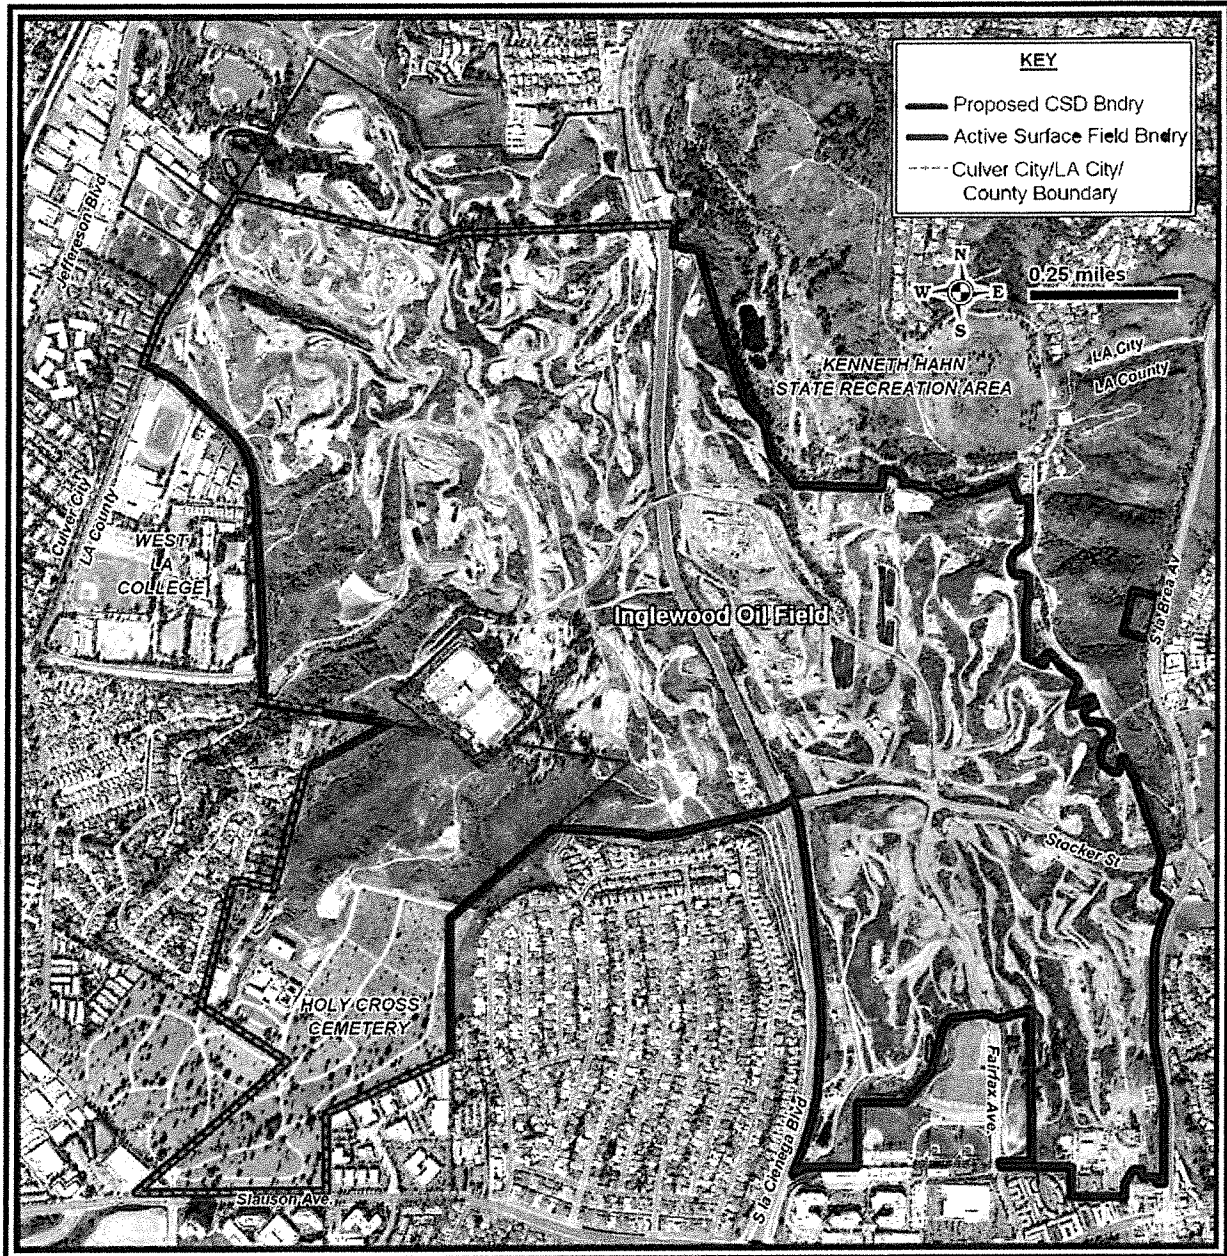 KEY
Proposed CSD Bndry
Active Surface Field Bndry
Culver City/LA City/
County Boundary
N
W E
S
0.25 miles
Jefferson Blvd
KENNETH HAHN
STATE RECREATION AREA
LA City
LA County
Culver City
LA County
WEST
LA
COLLEGE
Inglewood Oil Field
S la Brea Av
Stocker St
HOLY CROSS
CEMETERY
Fairfax Ave
S la Cienega Blvd
Slauson Ave